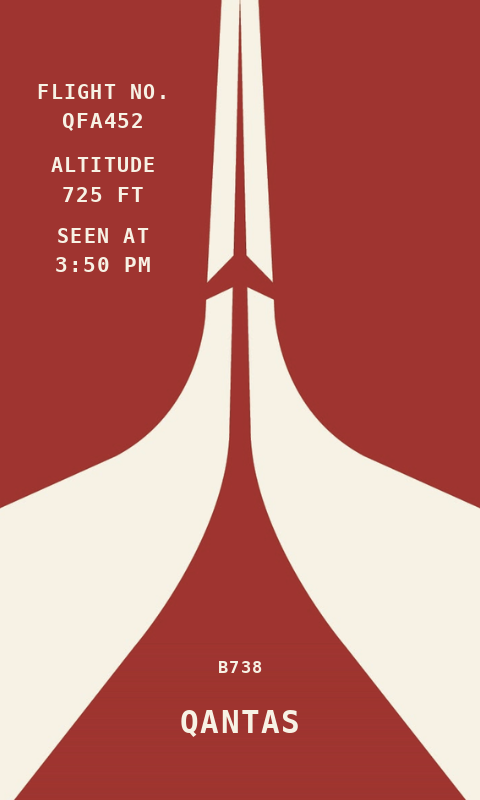 FLIGHT NO.
QFA452
ALTITUDE
725 FT
SEEN AT
3:50 PM
B738
QANTAS